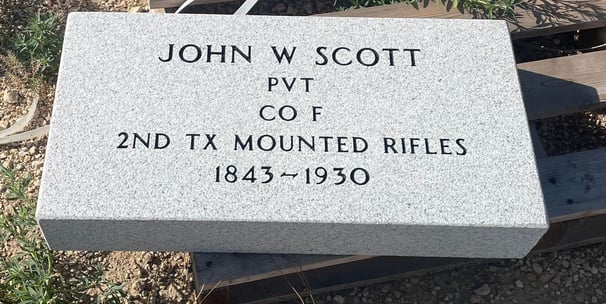 JOHN W SCOTT
PVT
CO F
2ND TX MOUNTED RIFLES
1843~1930